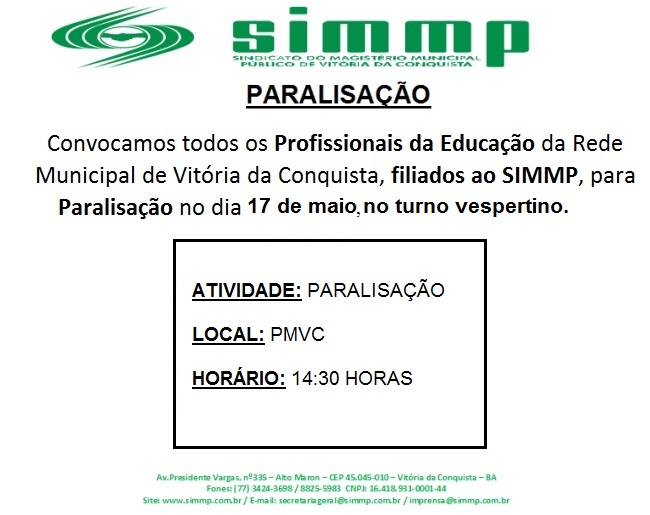 simmp
SINDICATO DO MAGISTÉRIO MUNICIPAL
PÚBLICO DE VITÓRIA DA CONQUISTA
PARALISAÇÃO
Convocamos todos os Profissionais da Educação da Rede
Municipal de Vitória da Conquista, filiados ao SIMMP, para
Paralisação no dia 17 de maio, no turno vespertino.
ATIVIDADE: PARALISAÇÃO
LOCAL: PMVC
HORÁRIO: 14:30 HORAS
Av.Presidente Vargas, nº335 – Alto Maron – CEP 45.045-010 – Vitória da Conquista – BA
Fones: (77) 3424-3698 / 8825-5983 CNPJ: 16.418.931-0001-44
Site: www.simmp.com.br / E-mail: secretariageral@simmp.com.br / imprensa@simmp.com.br